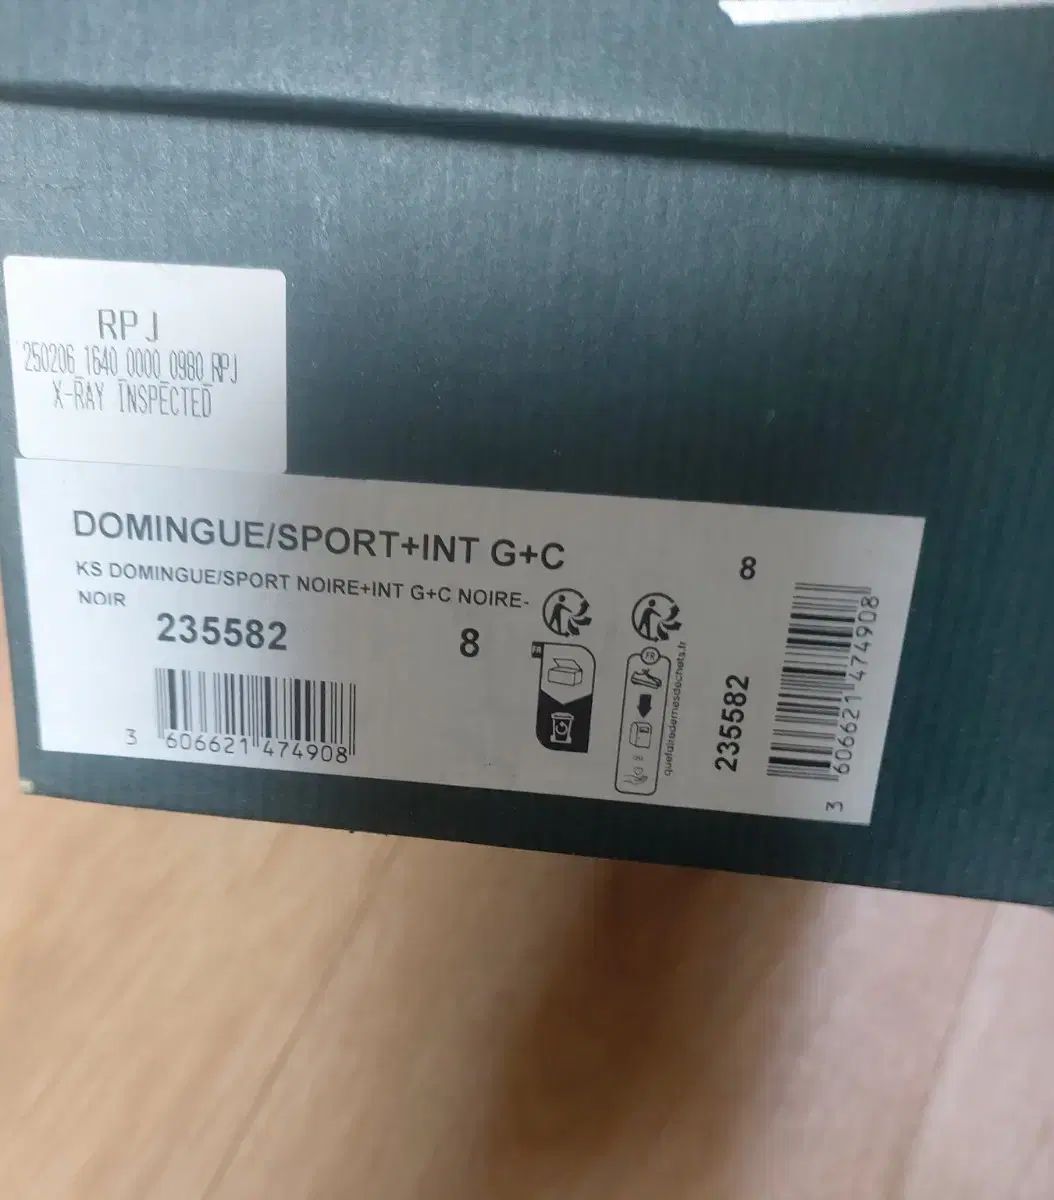 RPJ
250206_1640_0000_0980_RPJ
X-RAY INSPECTED
DOMINGUE/SPORT+INT G+C
KS DOMINGUE/SPORT NOIRE+INT G+C NOIRE-
NOIR
235582
8
3 606621 474908
FR
FR
quefairedemesdechets.fr
8
235582
3 606621 474908